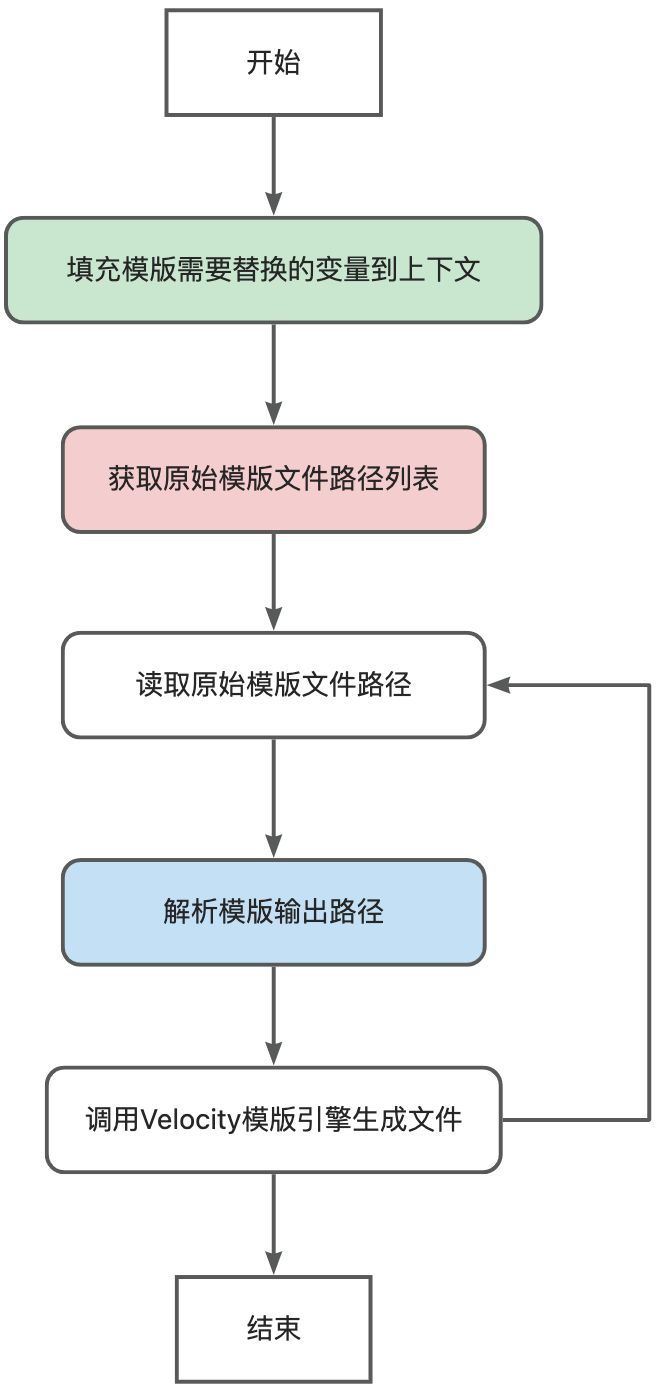 开始
填充模版需要替换的变量到上下文
获取原始模版文件路径列表
读取原始模版文件路径
解析模版输出路径
调用Velocity模版引擎生成文件
结束